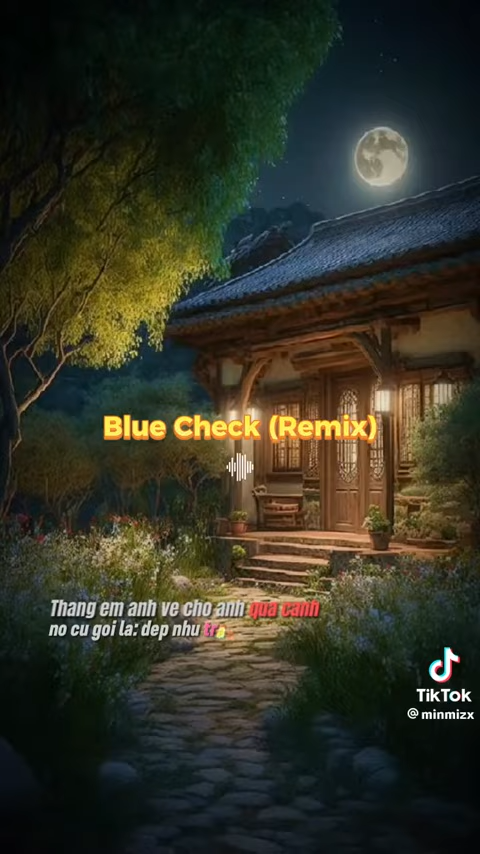 Blue Check (Remix)
Thang em anh ve cho anh qua canh
no cu goi la: dep nhu tra
TikTok
@minmizx